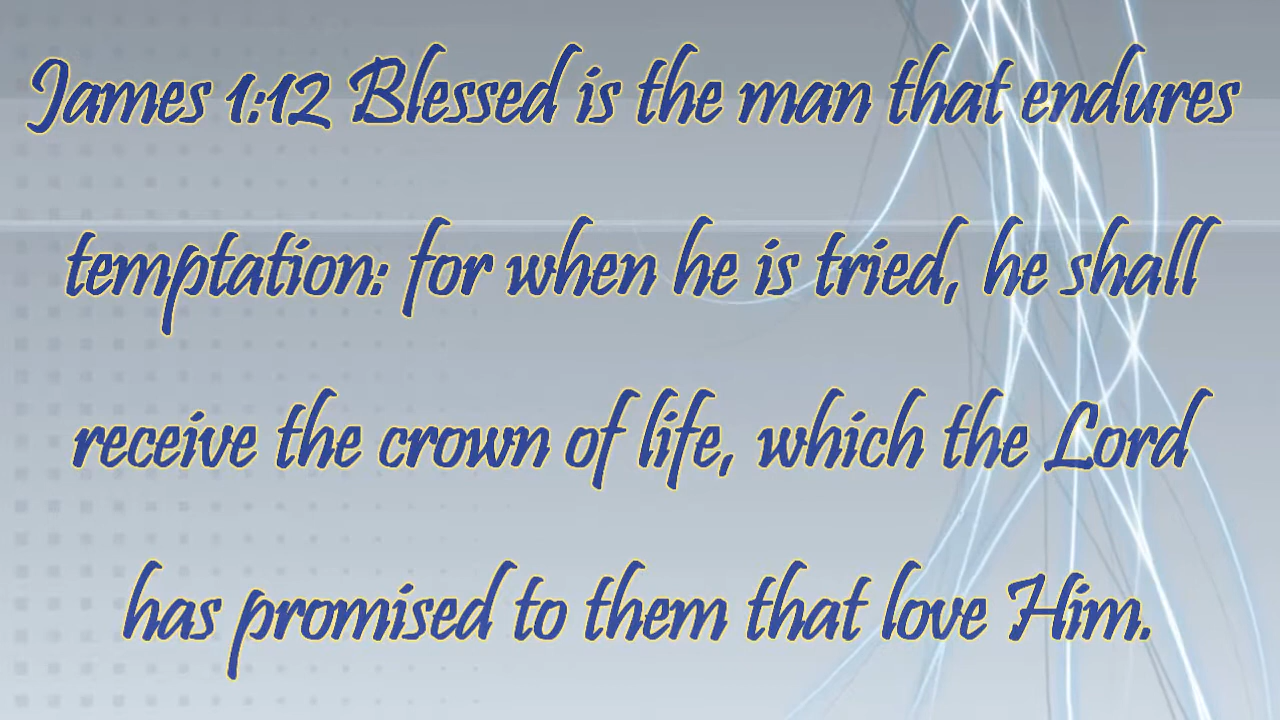 James 1:12 Blessed is the man that endures
temptation: for when he is tried, he shall
receive the crown of life, which the Lord
has promised to them that love Him.